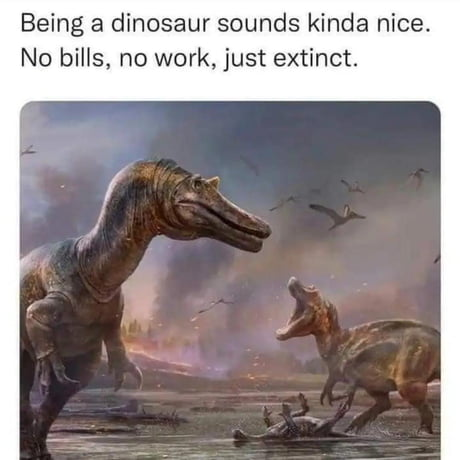 Being a dinosaur sounds kinda nice.
No bills, no work, just extinct.